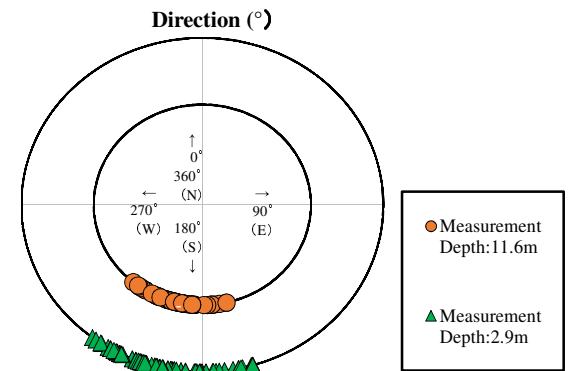 Direction (°)
↑
0°
360°
(N)
←
→
270°
(W)
90°
(E)
180°
(S)
↓
Measurement
Depth:11.6m
Measurement
Depth:2.9m